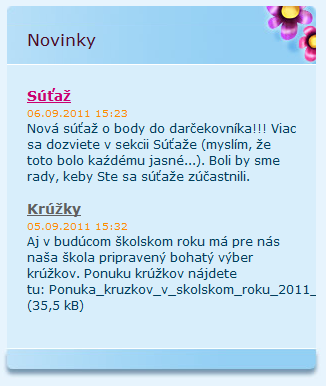 Novinky
Súťaž
06.09.2011 15:23
Nová súťaž o body do darčekovníka!!! Viac
sa dozviete v sekcii Súťaže (myslím, že
toto bolo kaźdému jasné...). Boli by sme
rady, keby Ste sa súťaže zúčastnili.
Krúžky
05.09.2011 15:32
Aj v budúcom školskom roku má pre nás
naša škola pripravený bohatý výber
krúžkov. Ponuku krúžkov nájdete
tu: Ponuka_kruzkov_v_skolskom_roku_2011_
(35,5 kB)